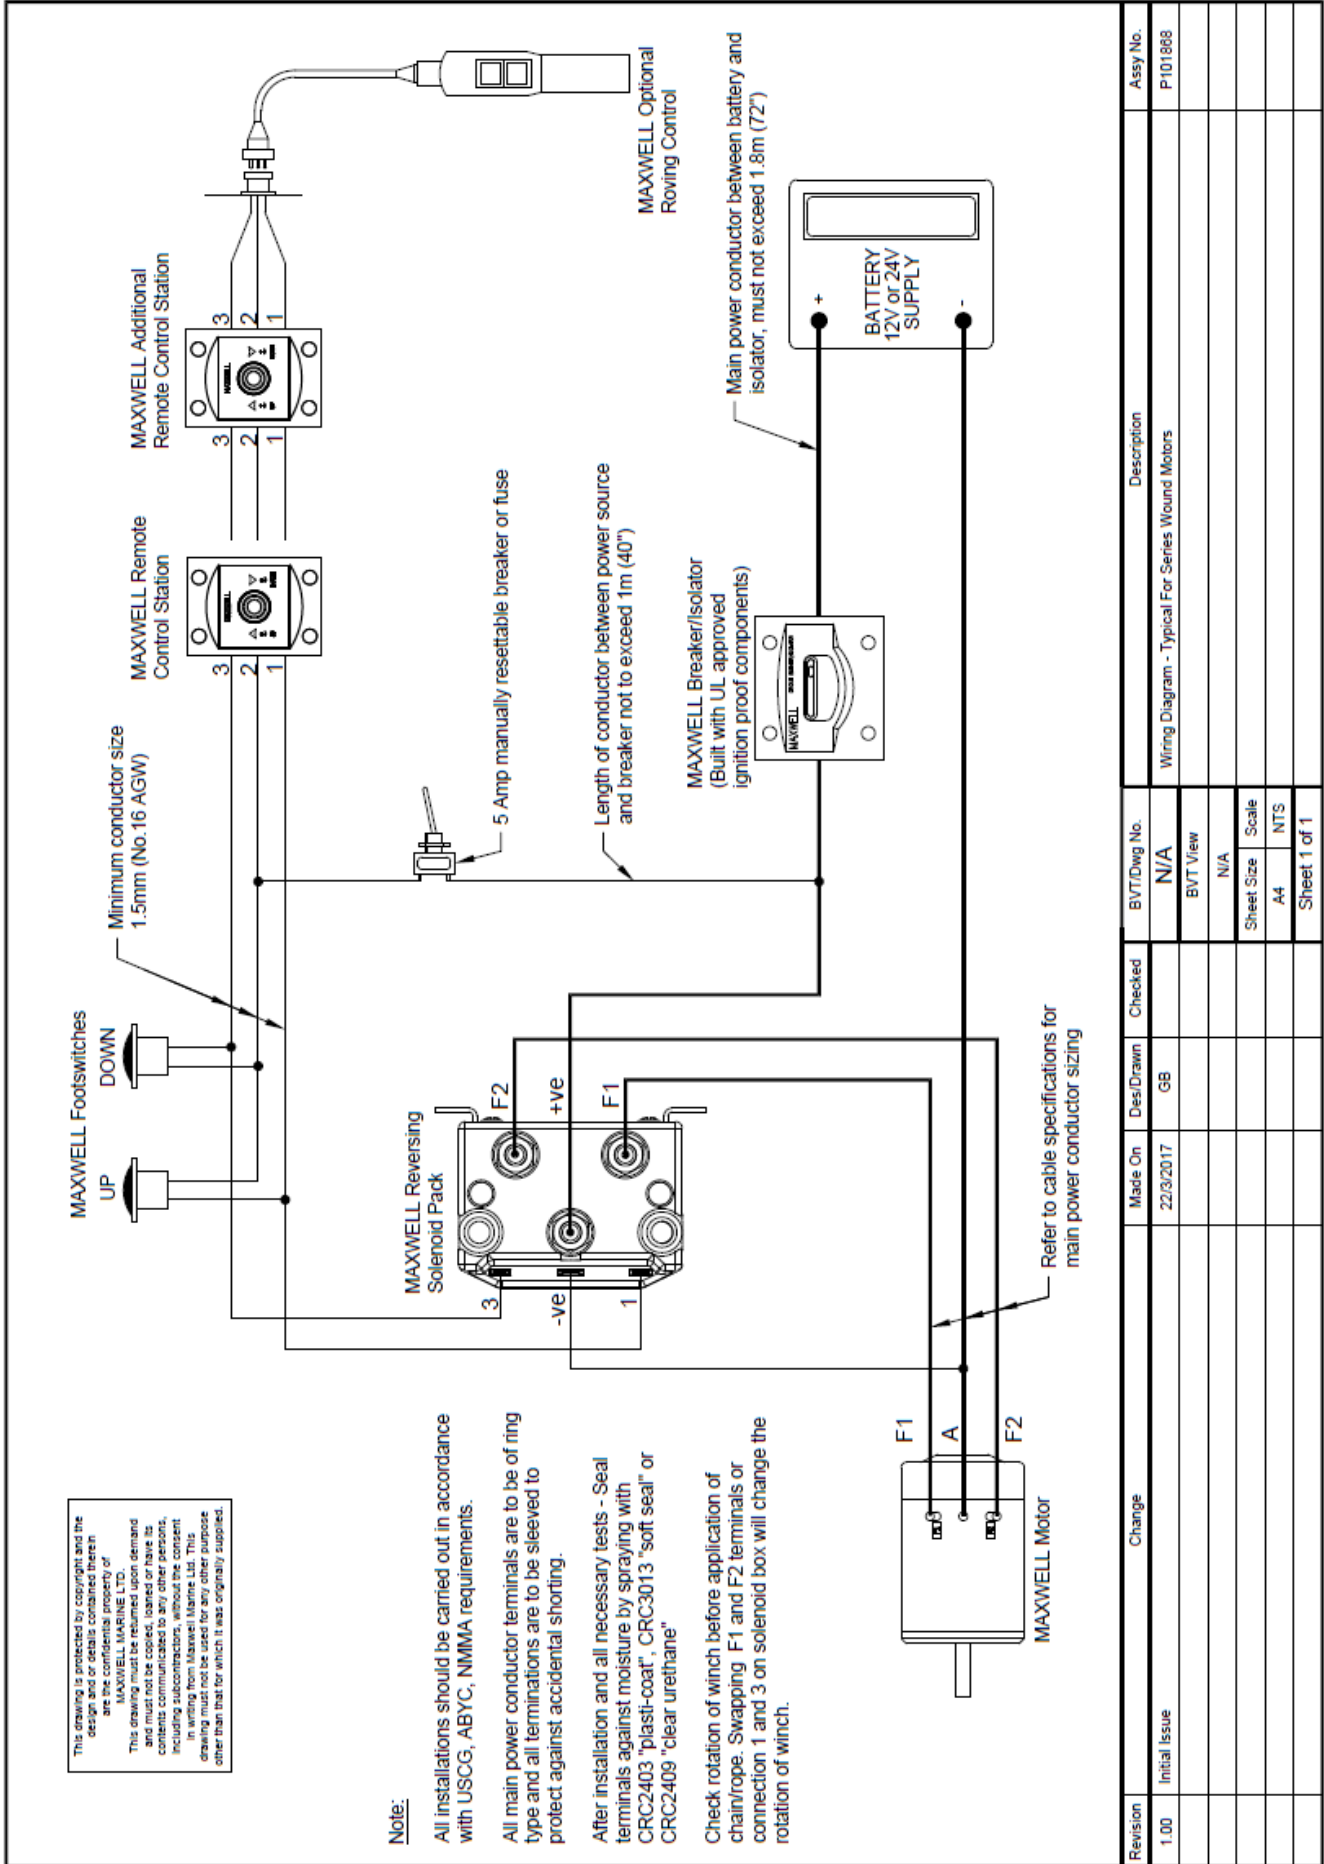 This drawing is protected by copyright and the
design and or details contained therein
are the confidential property of
MAXWELL MARINE LTD.
This drawing must be returned upon demand
and must not be copied, loaned or have its
contents communicated to any other persons,
including subcontractors, without the consent
in writing from Maxwell Marine Ltd. This
drawing must not be used for any other purpose
other than that for which it was originally supplied.
MAXWELL Footswitches
UP
DOWN
Minimum conductor size
1.5mm (No.16 AGW)
MAXWELL Remote
Control Station
3
2
1
MAXWELL Additional
Remote Control Station
3
2
1
MAXWELL
3
2
1
MAXWELL Optional
Roving Control
MAXWELL Reversing
Solenoid Pack
3
-ve
1
F2
+ve
F1
5 Amp manually resettable breaker or fuse
Length of conductor between power source
and breaker not to exceed 1m (40")
MAXWELL Breaker/Isolator
(Built with UL approved
ignition proof components)
MAXWELL
Main power conductor between battery and
isolator, must not exceed 1.8m (72")
+
BATTERY
12V or 24V
SUPPLY
-
Note:
All installations should be carried out in accordance
with USCG, ABYC, NMMA requirements.
All main power conductor terminals are to be of ring
type and all terminations are to be sleeved to
protect against accidental shorting.
After installation and all necessary tests - Seal
terminals against moisture by spraying with
CRC2403 "plasti-coat", CRC3013 "soft seal" or
CRC2409 "clear urethane"
Check rotation of winch before application of
chain/rope. Swapping F1 and F2 terminals or
connection 1 and 3 on solenoid box will change the
rotation of winch.
F1
A
F2
MAXWELL Motor
Refer to cable specifications for
main power conductor sizing
Revision
Change
Made On
Des/Drawn
Checked
BVT/Dwg No.
Description
Assy No.
1.00
Initial Issue
22/3/2017
GB
N/A
Wiring Diagram - Typical For Series Wound Motors
P101868
BVT View
N/A
Sheet Size
Scale
A4
NTS
Sheet 1 of 1